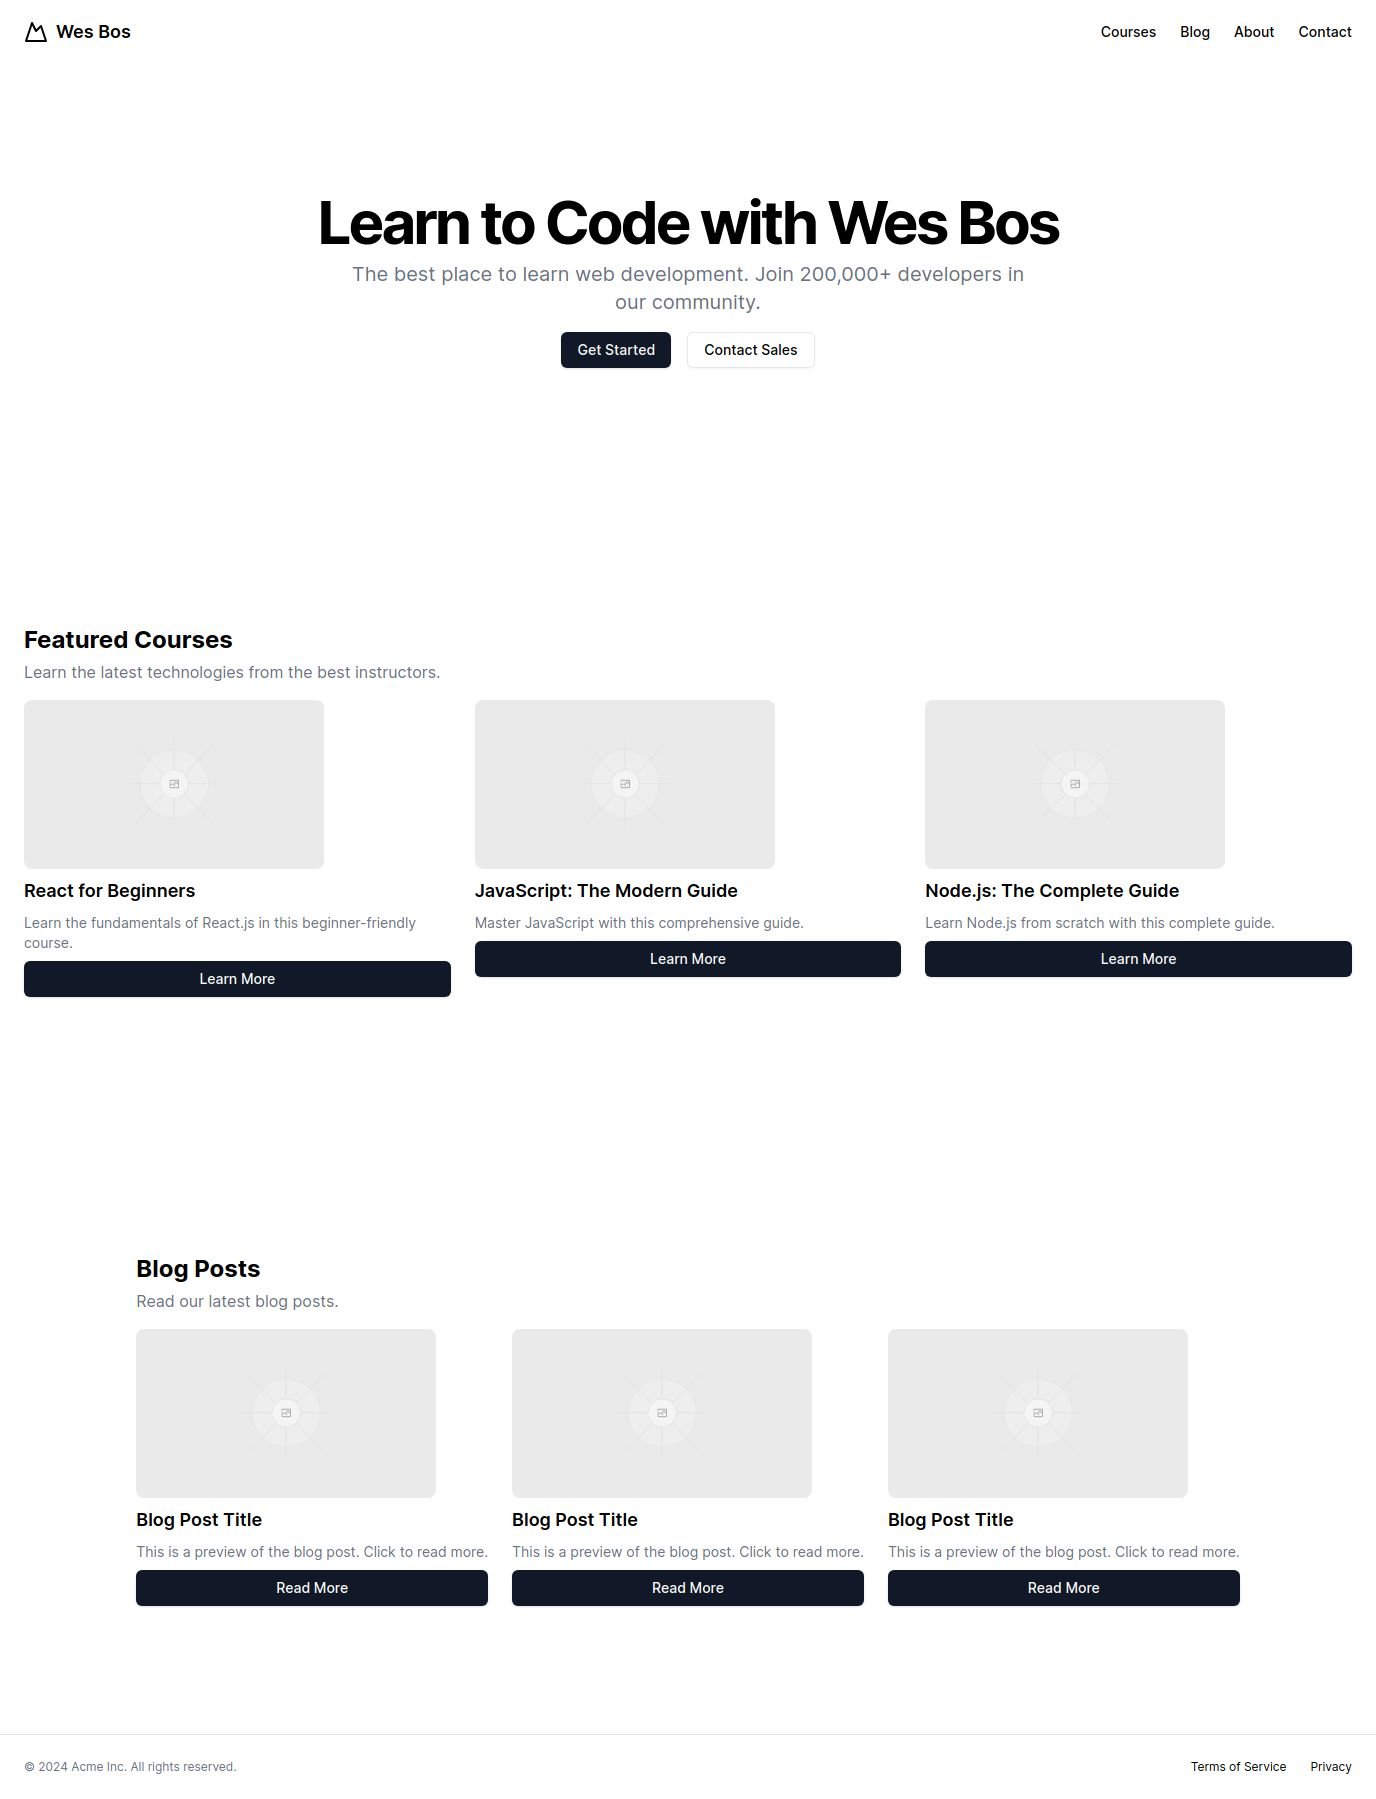 Wes Bos
Courses
Blog
About
Contact
Learn to Code with Wes Bos
The best place to learn web development. Join 200,000+ developers in
our community.
Get Started
Contact Sales
Featured Courses
Learn the latest technologies from the best instructors.
React for Beginners
Learn the fundamentals of React.js in this beginner-friendly
course.
Learn More
JavaScript: The Modern Guide
Master JavaScript with this comprehensive guide.
Learn More
Node.js: The Complete Guide
Learn Node.js from scratch with this complete guide.
Learn More
Blog Posts
Read our latest blog posts.
Blog Post Title
This is a preview of the blog post. Click to read more.
Read More
Blog Post Title
This is a preview of the blog post. Click to read more.
Read More
Blog Post Title
This is a preview of the blog post. Click to read more.
Read More
© 2024 Acme Inc. All rights reserved.
Terms of Service
Privacy